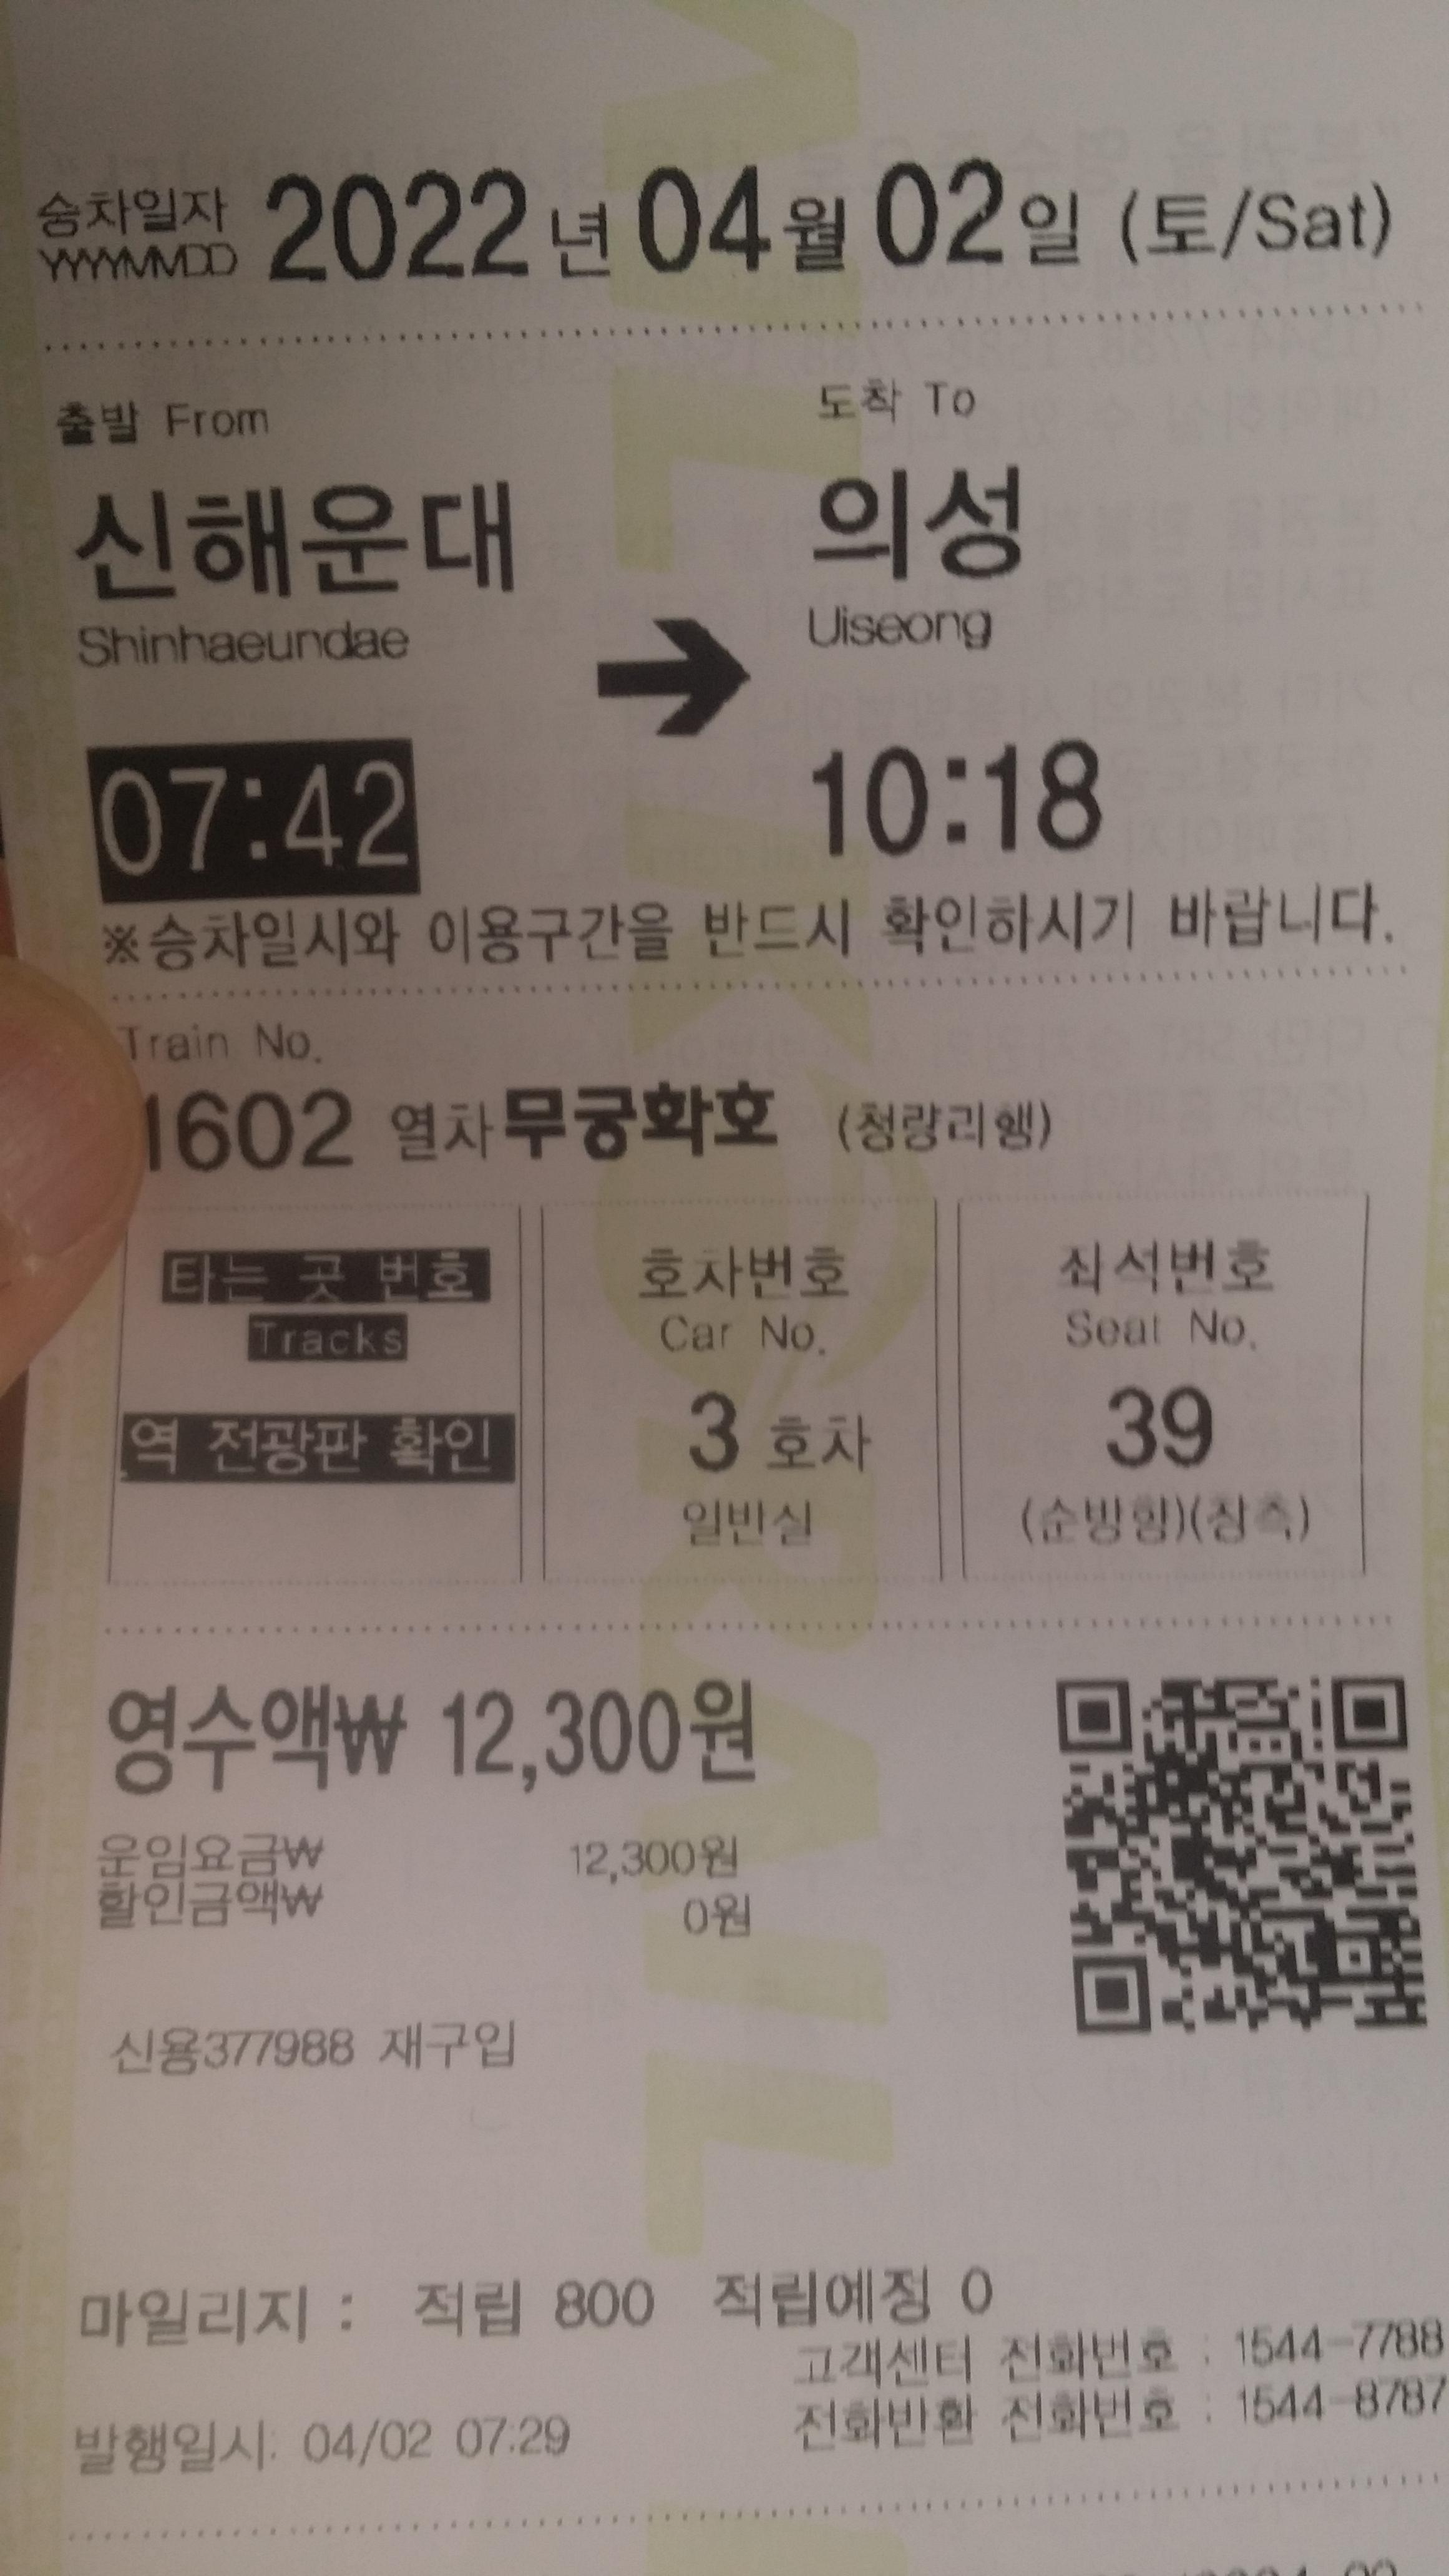 승차일자 2022년 04월 02일 (토/Sat)
YYYYMMDD
출발 From 도착 To
신해운대 의성
Shinhaeundae → Uiseong
07:42 10:18
※승차일시와 이용구간을 반드시 확인하시기 바랍니다.
Train No.
1602 열차 무궁화호 (청량리행)
타는 곳 번호 호차번호 좌석번호
Tracks Car No. Seat No.
역 전광판 확인 3 호차 39
일반실 (순방향)(창측)
영수액₩ 12,300원
운임요금₩ 12,300원
할인금액₩ 0원
신용377988 재구입
마일리지 : 적립 800 적립예정 0
고객센터 전화번호 : 1544-7788
전화반환 전화번호 : 1544-8787
발행일시: 04/02 07:29
KORAIL